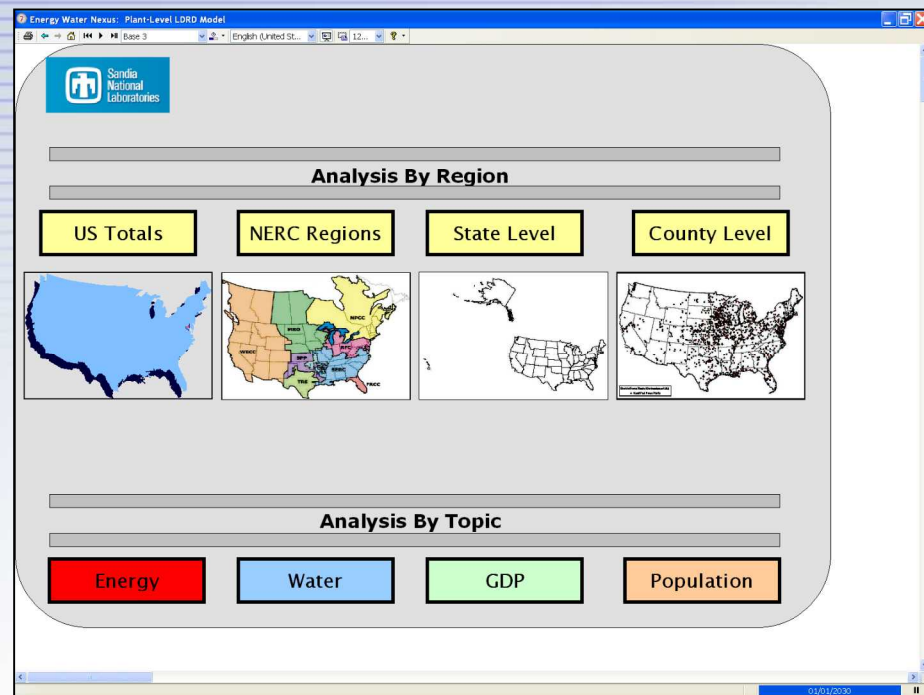 Energy Water Nexus: Plant-Level LDRD Model
Base 3
English (United St...
12...
Sandia
National
Laboratories
Analysis By Region
US Totals
NERC Regions
State Level
County Level
NPCC
MRO
WECC
RFC
SPP
SERC
TRE
FRCC
Analysis By Topic
Energy
Water
GDP
Population
01/01/2030